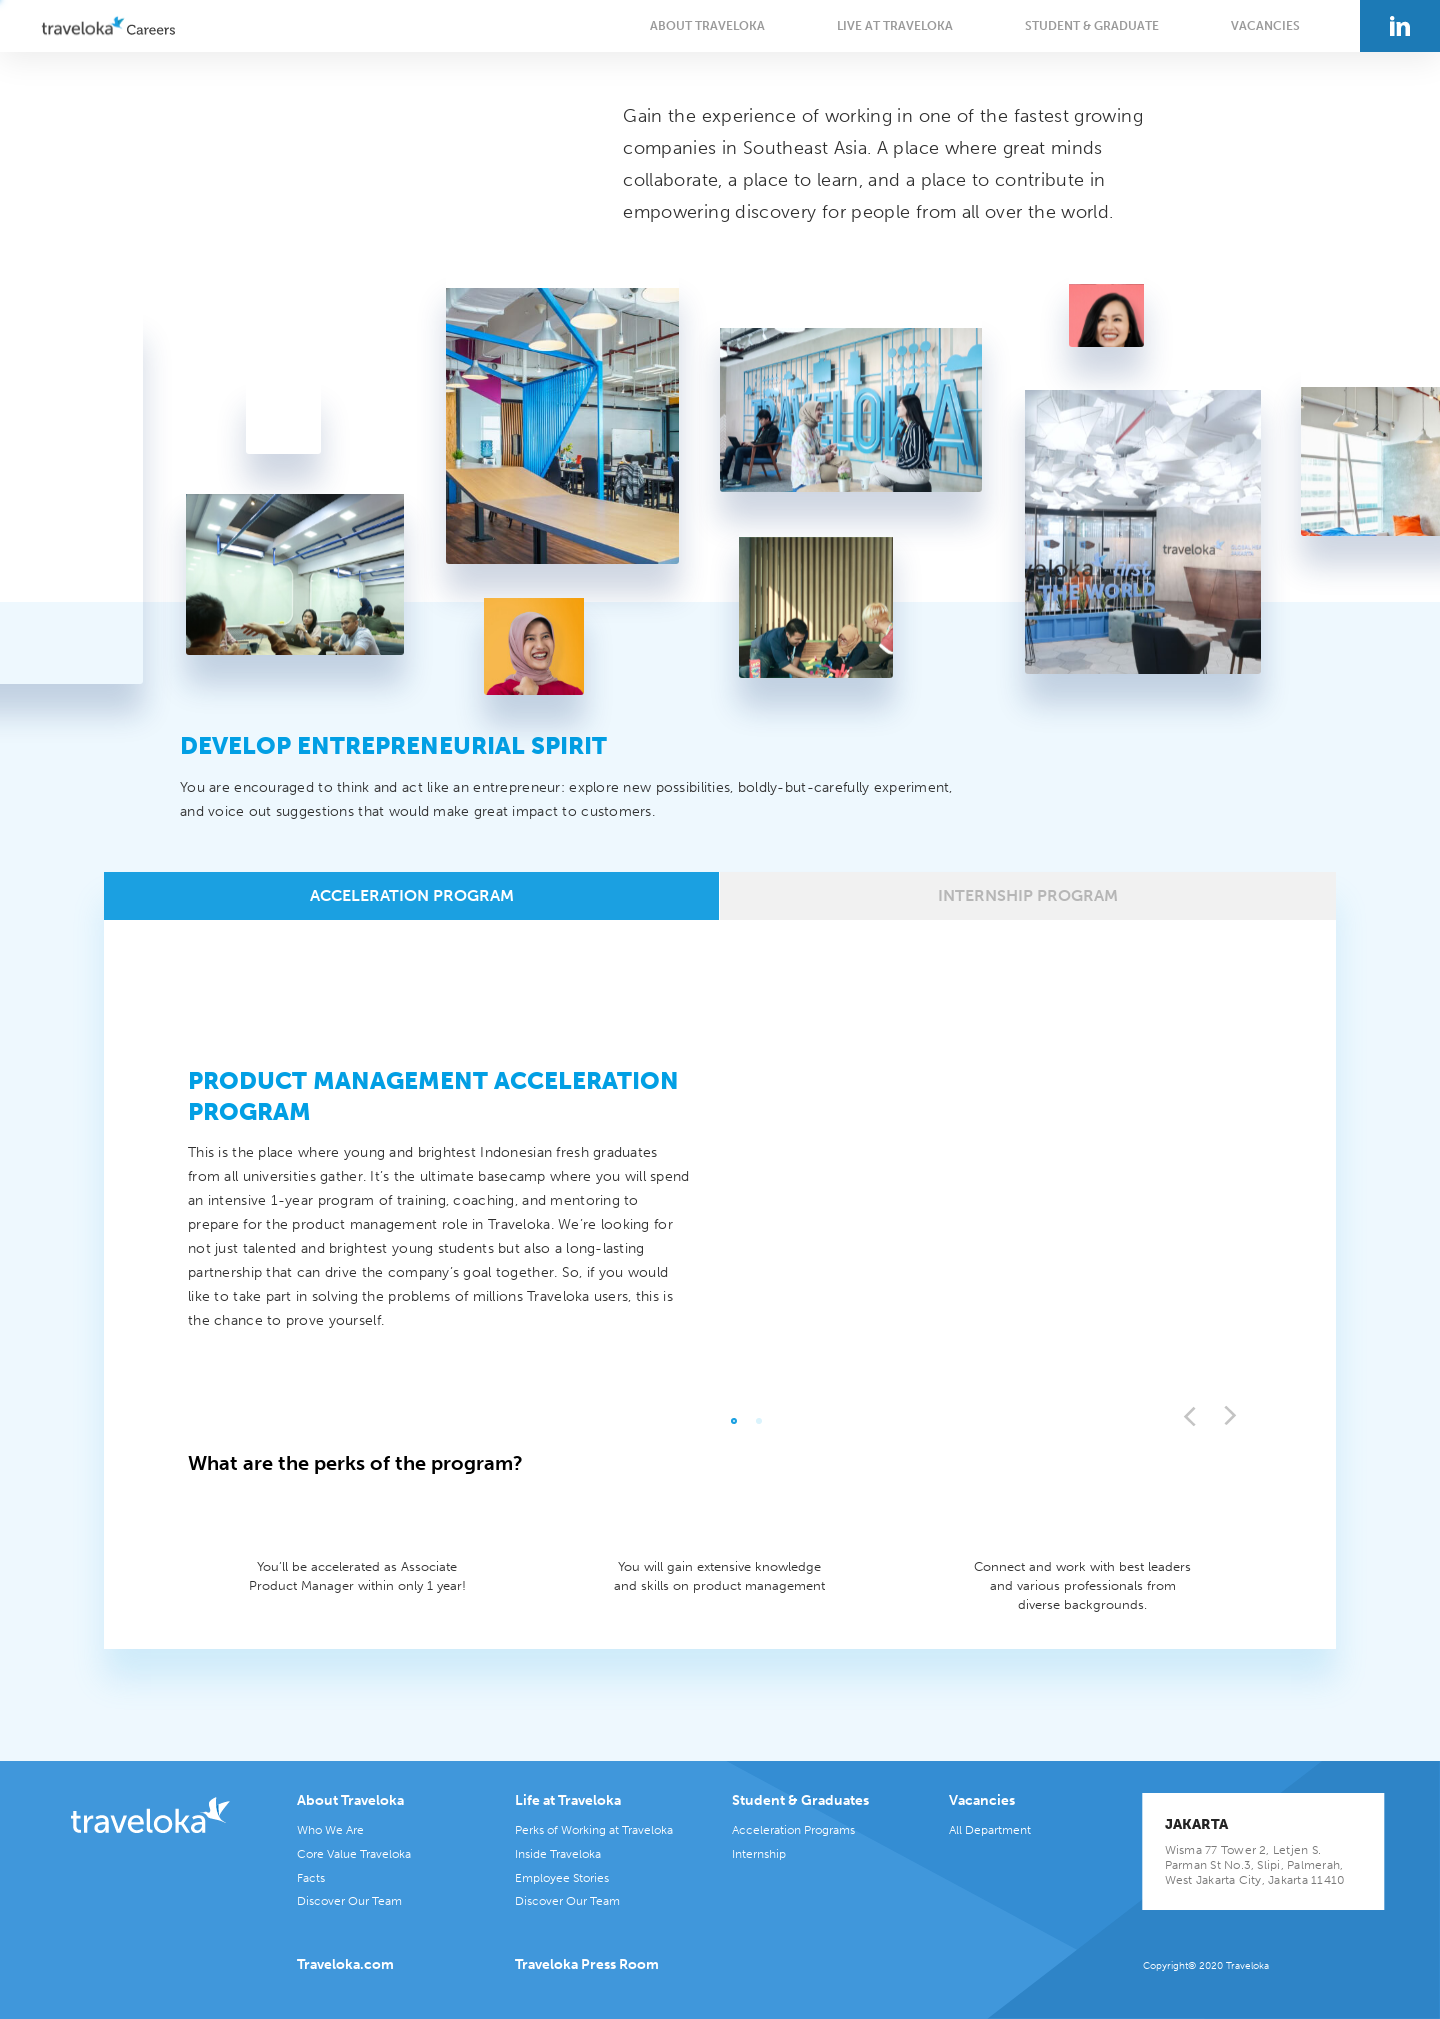 traveloka Careers
ABOUT TRAVELOKA
LIVE AT TRAVELOKA
STUDENT & GRADUATE
VACANCIES
in
Gain the experience of working in one of the fastest growing
companies in Southeast Asia. A place where great minds
collaborate, a place to learn, and a place to contribute in
empowering discovery for people from all over the world.
TRAVELOKA
traveloka
veloka
first
THE WORLD
DEVELOP ENTREPRENEURIAL SPIRIT
You are encouraged to think and act like an entrepreneur: explore new possibilities, boldly-but-carefully experiment,
and voice out suggestions that would make great impact to customers.
ACCELERATION PROGRAM
INTERNSHIP PROGRAM
PRODUCT MANAGEMENT ACCELERATION
PROGRAM
This is the place where young and brightest Indonesian fresh graduates
from all universities gather. It’s the ultimate basecamp where you will spend
an intensive 1-year program of training, coaching, and mentoring to
prepare for the product management role in Traveloka. We’re looking for
not just talented and brightest young students but also a long-lasting
partnership that can drive the company’s goal together. So, if you would
like to take part in solving the problems of millions Traveloka users, this is
the chance to prove yourself.
What are the perks of the program?
You’ll be accelerated as Associate
Product Manager within only 1 year!
You will gain extensive knowledge
and skills on product management
Connect and work with best leaders
and various professionals from
diverse backgrounds.
traveloka
About Traveloka
Who We Are
Core Value Traveloka
Facts
Discover Our Team
Traveloka.com
Life at Traveloka
Perks of Working at Traveloka
Inside Traveloka
Employee Stories
Discover Our Team
Traveloka Press Room
Student & Graduates
Acceleration Programs
Internship
Vacancies
All Department
JAKARTA
Wisma 77 Tower 2, Letjen S.
Parman St No.3, Slipi, Palmerah,
West Jakarta City, Jakarta 11410
Copyright© 2020 Traveloka